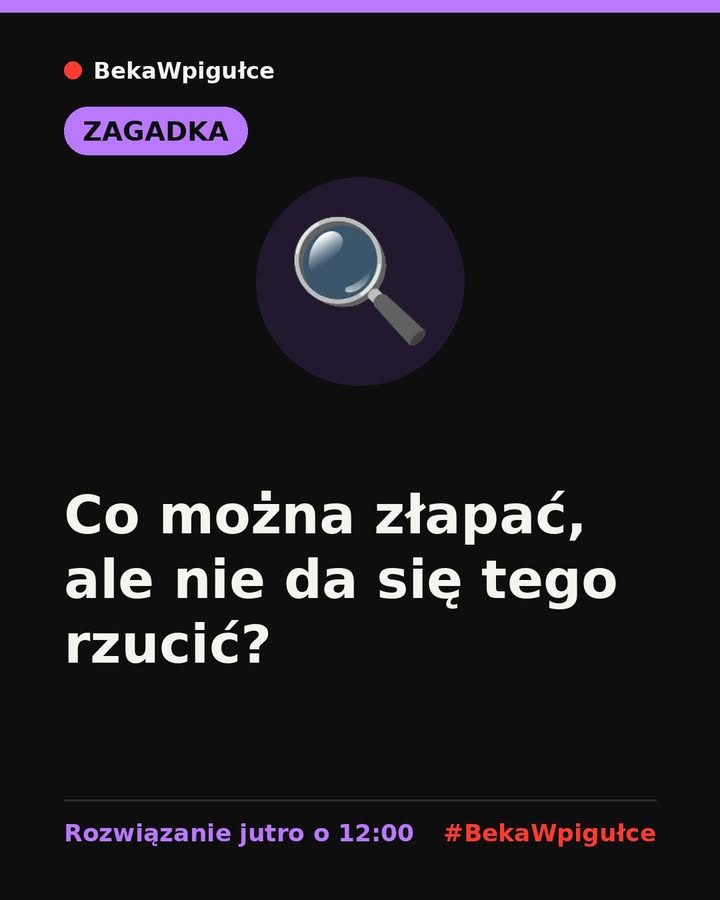 BekaWpigułce
ZAGADKA
Co można złapać,
ale nie da się tego
rzucić?
Rozwiązanie jutro o 12:00 #BekaWpigułce